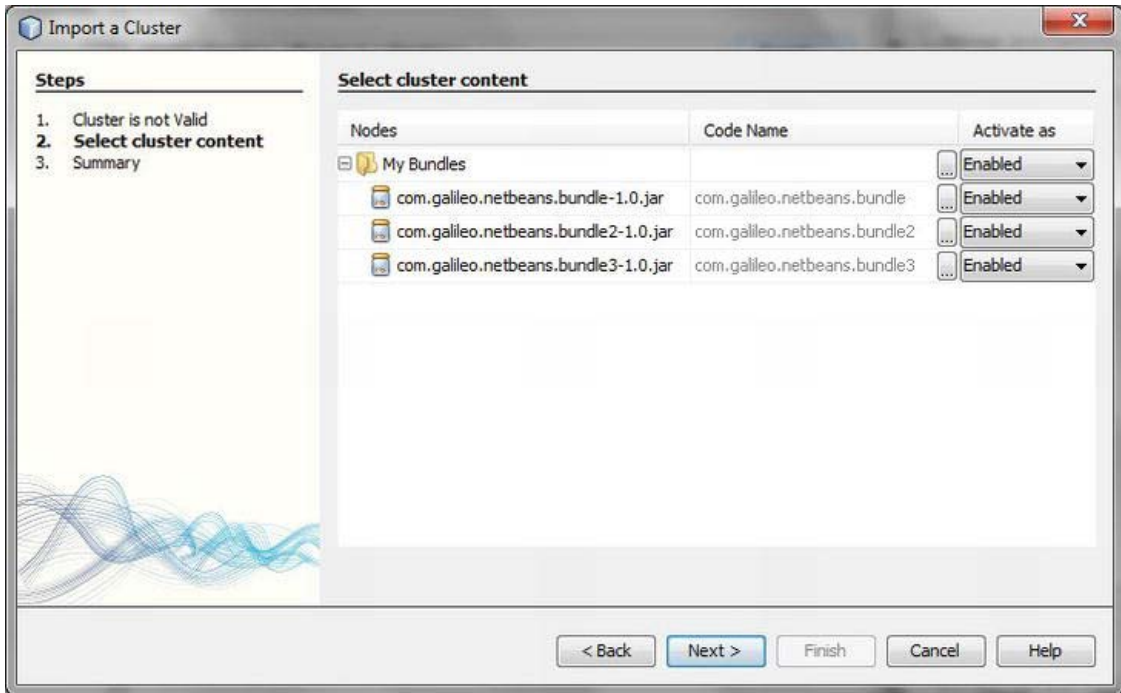 Import a Cluster
Steps
1. Cluster is not Valid
2. Select cluster content
3. Summary
Select cluster content
Nodes Code Name Activate as
My Bundles ... Enabled
com.galileo.netbeans.bundle-1.0.jar com.galileo.netbeans.bundle ... Enabled
com.galileo.netbeans.bundle2-1.0.jar com.galileo.netbeans.bundle2 ... Enabled
com.galileo.netbeans.bundle3-1.0.jar com.galileo.netbeans.bundle3 ... Enabled
< Back Next > Finish Cancel Help